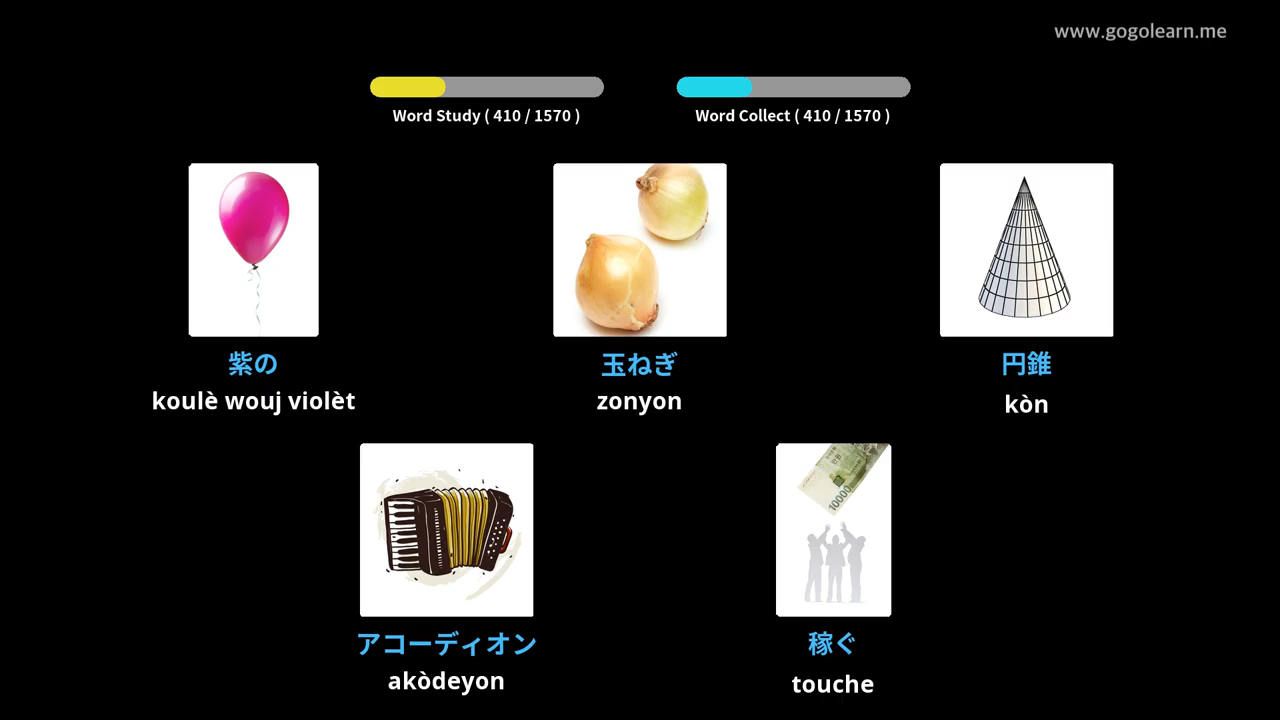 www.gogolearn.me
Word Study ( 410 / 1570 )
Word Collect ( 410 / 1570 )
紫の
玉ねぎ
円錐
koulè wouj violèt
zonyon
kòn
10000
アコーディオン
稼ぐ
akòdeyon
touche